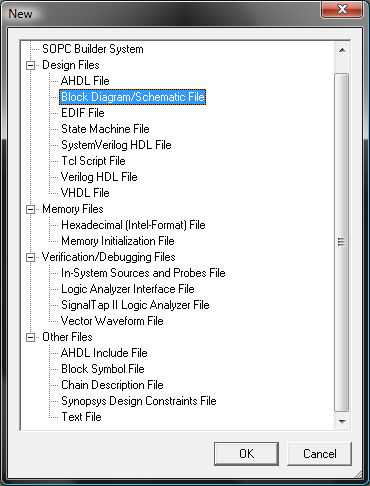 New
SOPC Builder System
Design Files
AHDL File
Block Diagram/Schematic File
EDIF File
State Machine File
SystemVerilog HDL File
Tcl Script File
Verilog HDL File
VHDL File
Memory Files
Hexadecimal (Intel-Format) File
Memory Initialization File
Verification/Debugging Files
In-System Sources and Probes File
Logic Analyzer Interface File
SignalTap II Logic Analyzer File
Vector Waveform File
Other Files
AHDL Include File
Block Symbol File
Chain Description File
Synopsys Design Constraints File
Text File
OK Cancel